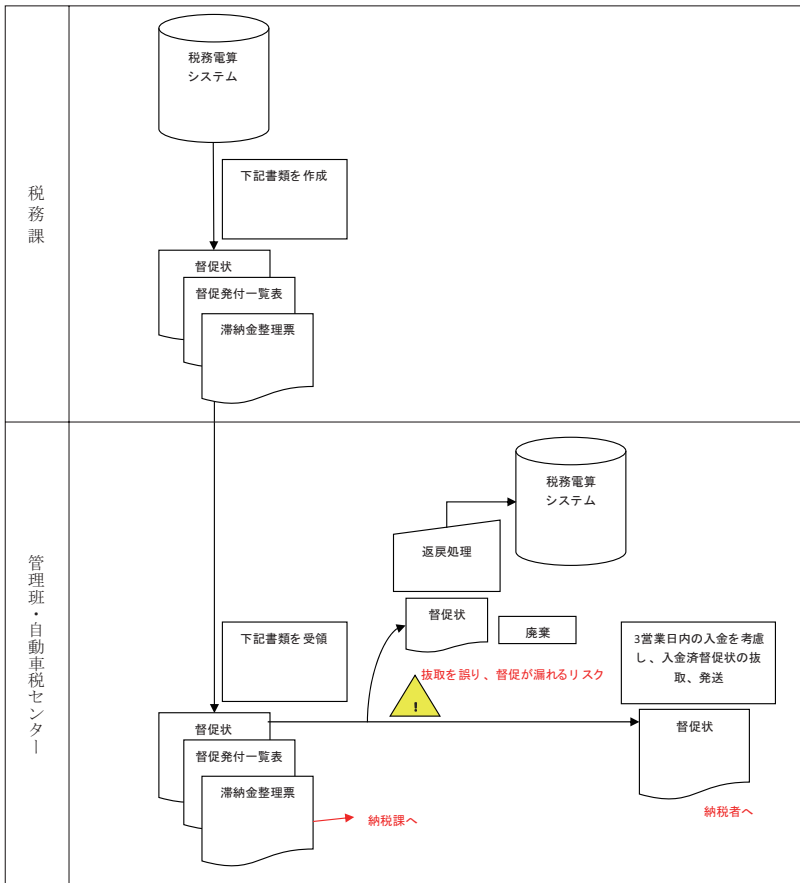 税務課
税務電算
システム
下記書類を作成
督促状
督促発付一覧表
滞納金整理票
管理班・自動車税センター
税務電算
システム
返戻処理
督促状
廃棄
下記書類を受領
3営業日内の入金を考慮
し、入金済督促状の抜
取、発送
抜取を誤り、督促が漏れるリスク
!
督促状
督促発付一覧表
滞納金整理票
納税課へ
督促状
納税者へ